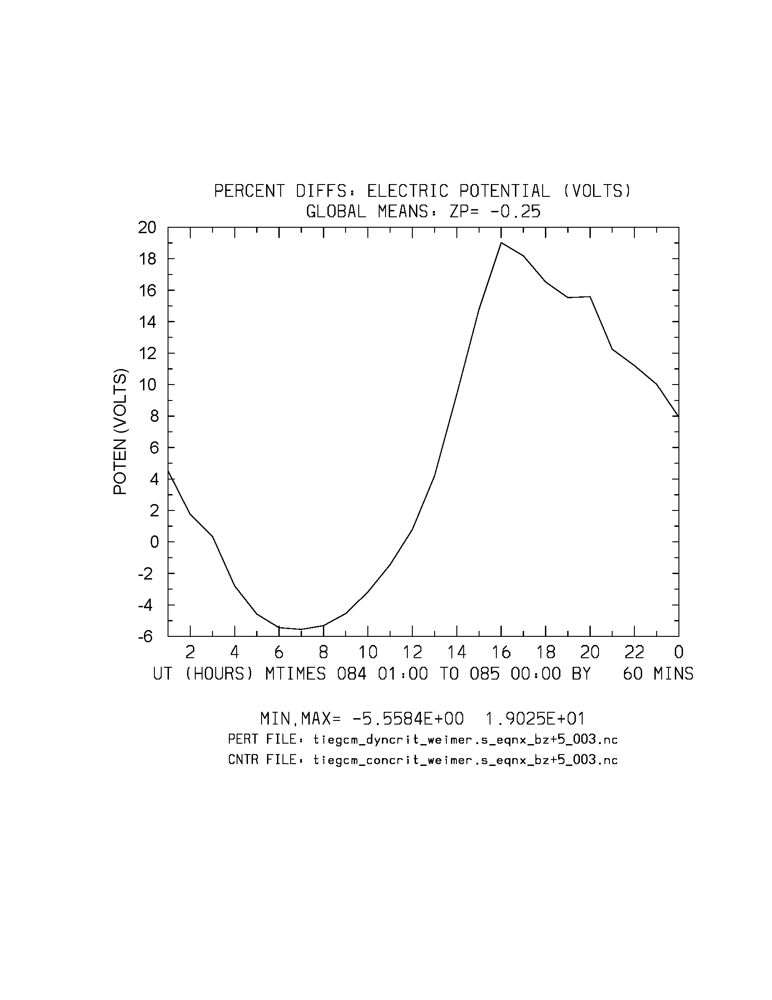 PERCENT DIFFS: ELECTRIC POTENTIAL (VOLTS)
GLOBAL MEANS: ZP= -0.25
20
18
16
14
12
10
8
6
4
2
0
-2
-4
-6
POTEN (VOLTS)
2 4 6 8 10 12 14 16 18 20 22 0
UT (HOURS) MTIMES 084 01:00 TO 085 00:00 BY 60 MINS
MIN,MAX= -5.5584E+00 1.9025E+01
PERT FILE: tiegcm_dyncrit_weimer.s_eqnx_bz+5_003.nc
CNTR FILE: tiegcm_concrit_weimer.s_eqnx_bz+5_003.nc